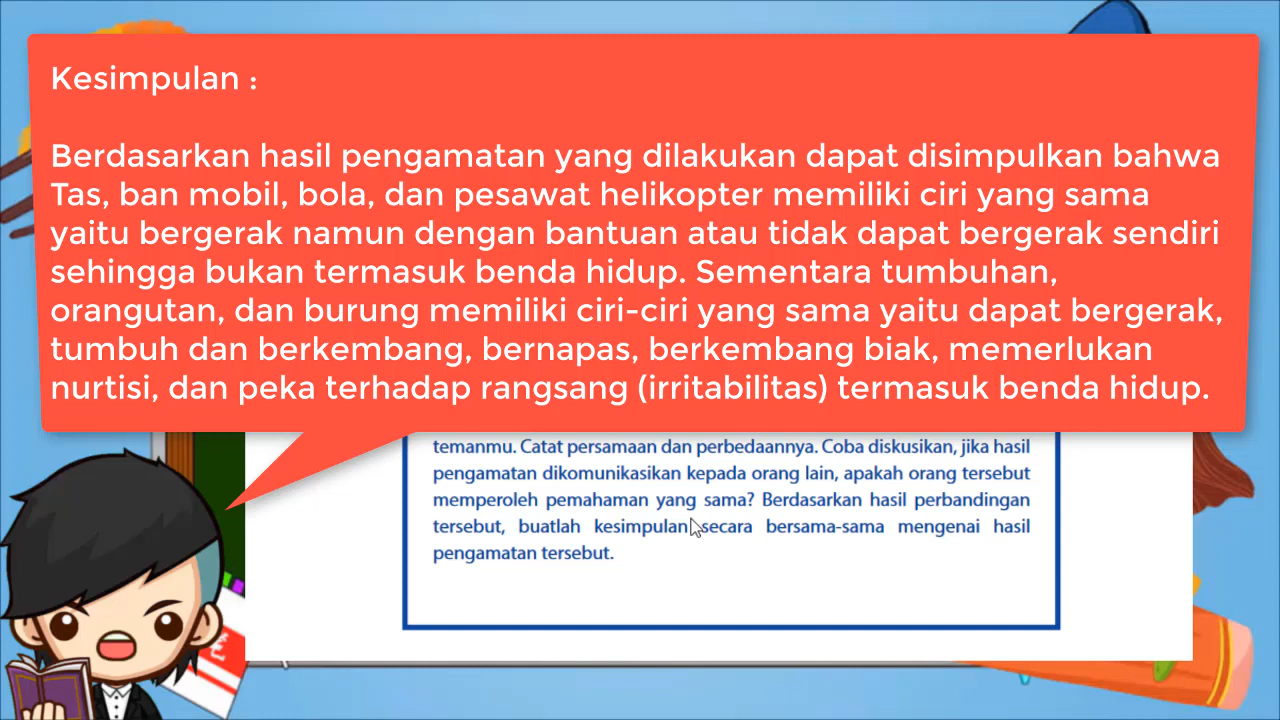 Kesimpulan :
Berdasarkan hasil pengamatan yang dilakukan dapat disimpulkan bahwa
Tas, ban mobil, bola, dan pesawat helikopter memiliki ciri yang sama
yaitu bergerak namun dengan bantuan atau tidak dapat bergerak sendiri
sehingga bukan termasuk benda hidup. Sementara tumbuhan,
orangutan, dan burung memiliki ciri-ciri yang sama yaitu dapat bergerak,
tumbuh dan berkembang, bernapas, berkembang biak, memerlukan
nurtisi, dan peka terhadap rangsang (irritabilitas) termasuk benda hidup.
temanmu. Catat persamaan dan perbedaannya. Coba diskusikan, jika hasil
pengamatan dikomunikasikan kepada orang lain, apakah orang tersebut
memperoleh pemahaman yang sama? Berdasarkan hasil perbandingan
tersebut, buatlah kesimpulan secara bersama-sama mengenai hasil
pengamatan tersebut.